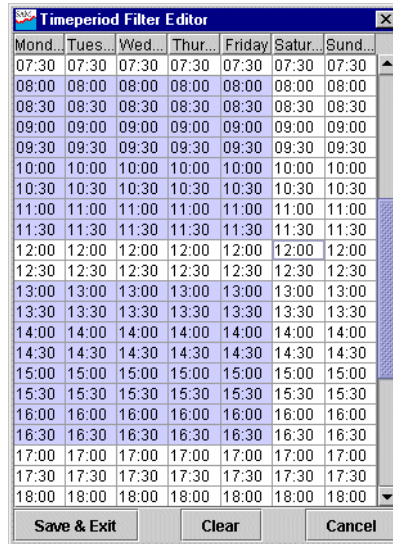 Timeperiod Filter Editor
Mond... Tues... Wed... Thur... Friday Satur... Sund...
07:30 07:30 07:30 07:30 07:30 07:30 07:30
08:00 08:00 08:00 08:00 08:00 08:00 08:00
08:30 08:30 08:30 08:30 08:30 08:30 08:30
09:00 09:00 09:00 09:00 09:00 09:00 09:00
09:30 09:30 09:30 09:30 09:30 09:30 09:30
10:00 10:00 10:00 10:00 10:00 10:00 10:00
10:30 10:30 10:30 10:30 10:30 10:30 10:30
11:00 11:00 11:00 11:00 11:00 11:00 11:00
11:30 11:30 11:30 11:30 11:30 11:30 11:30
12:00 12:00 12:00 12:00 12:00 12:00 12:00
12:30 12:30 12:30 12:30 12:30 12:30 12:30
13:00 13:00 13:00 13:00 13:00 13:00 13:00
13:30 13:30 13:30 13:30 13:30 13:30 13:30
14:00 14:00 14:00 14:00 14:00 14:00 14:00
14:30 14:30 14:30 14:30 14:30 14:30 14:30
15:00 15:00 15:00 15:00 15:00 15:00 15:00
15:30 15:30 15:30 15:30 15:30 15:30 15:30
16:00 16:00 16:00 16:00 16:00 16:00 16:00
16:30 16:30 16:30 16:30 16:30 16:30 16:30
17:00 17:00 17:00 17:00 17:00 17:00 17:00
17:30 17:30 17:30 17:30 17:30 17:30 17:30
18:00 18:00 18:00 18:00 18:00 18:00 18:00
Save & Exit Clear Cancel